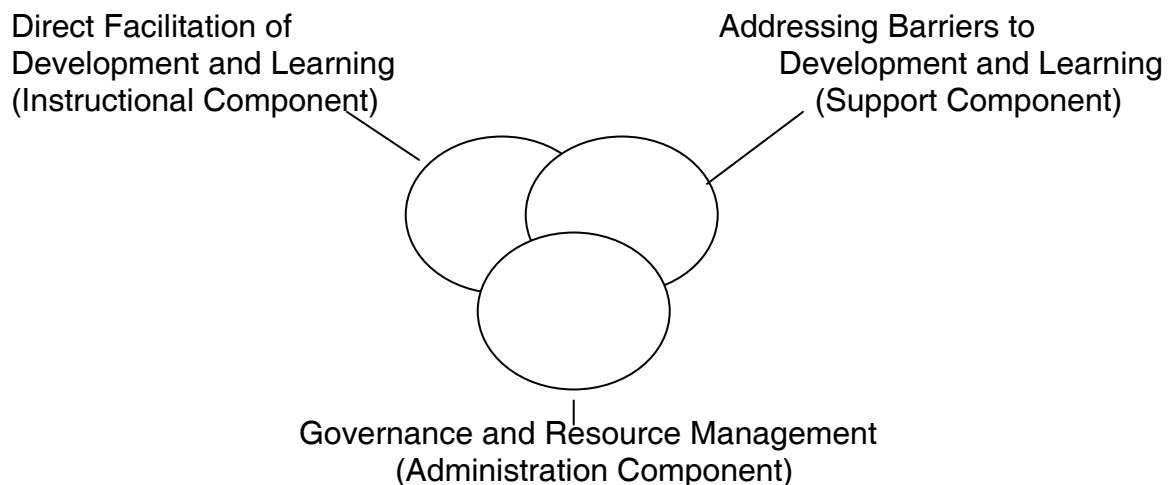 Direct Facilitation of
Development and Learning
(Instructional Component)
Addressing Barriers to
Development and Learning
(Support Component)
Governance and Resource Management
(Administration Component)